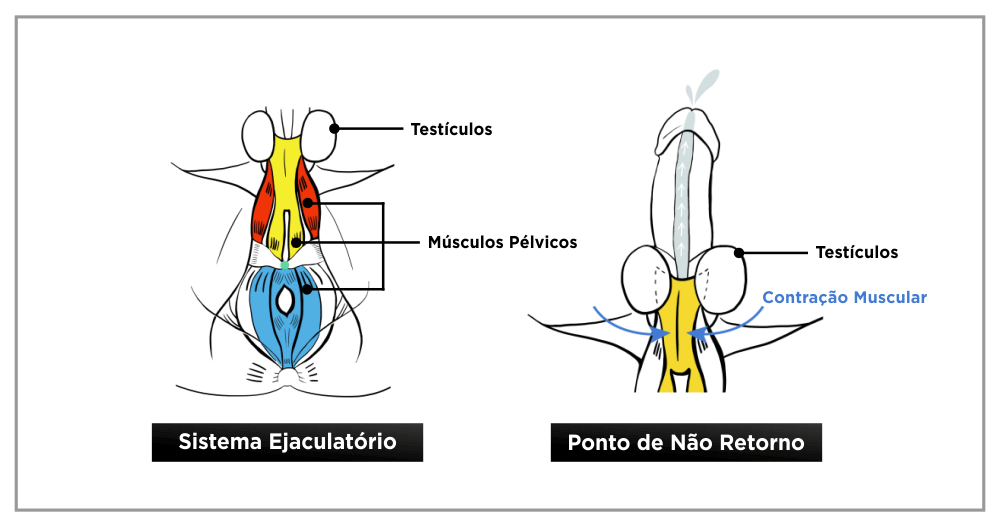 Testículos
Músculos Pélvicos
Sistema Ejaculatório
Testículos
Contração Muscular
Ponto de Não Retorno